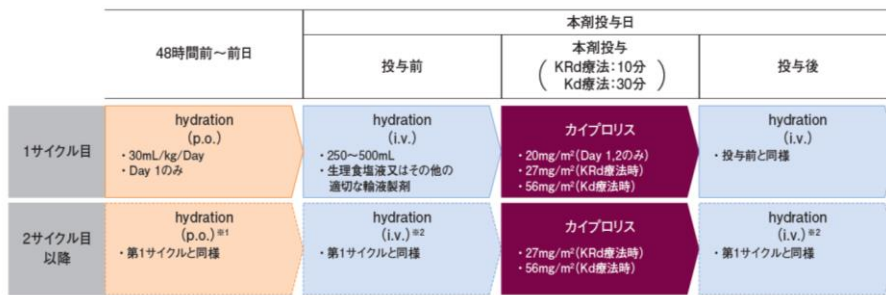 本剤投与日
48時間前～前日
投与前
本剤投与
(KRd療法:10分
Kd療法:30分)
投与後
1サイクル目
hydration
(p.o.)
・30mL/kg/Day
・Day 1のみ
hydration
(i.v.)
・250～500mL
・生理食塩液又はその他の
適切な輸液製剤
カイプロリス
・20mg/m²(Day 1,2のみ)
・27mg/m²(KRd療法時)
・56mg/m²(Kd療法時)
hydration
(i.v.)
・投与前と同様
2サイクル目
以降
hydration
(p.o.)※1
・第1サイクルと同様
hydration
(i.v.)※2
・第1サイクルと同様
カイプロリス
・27mg/m²(KRd療法時)
・56mg/m²(Kd療法時)
hydration
(i.v.)※2
・第1サイクルと同様